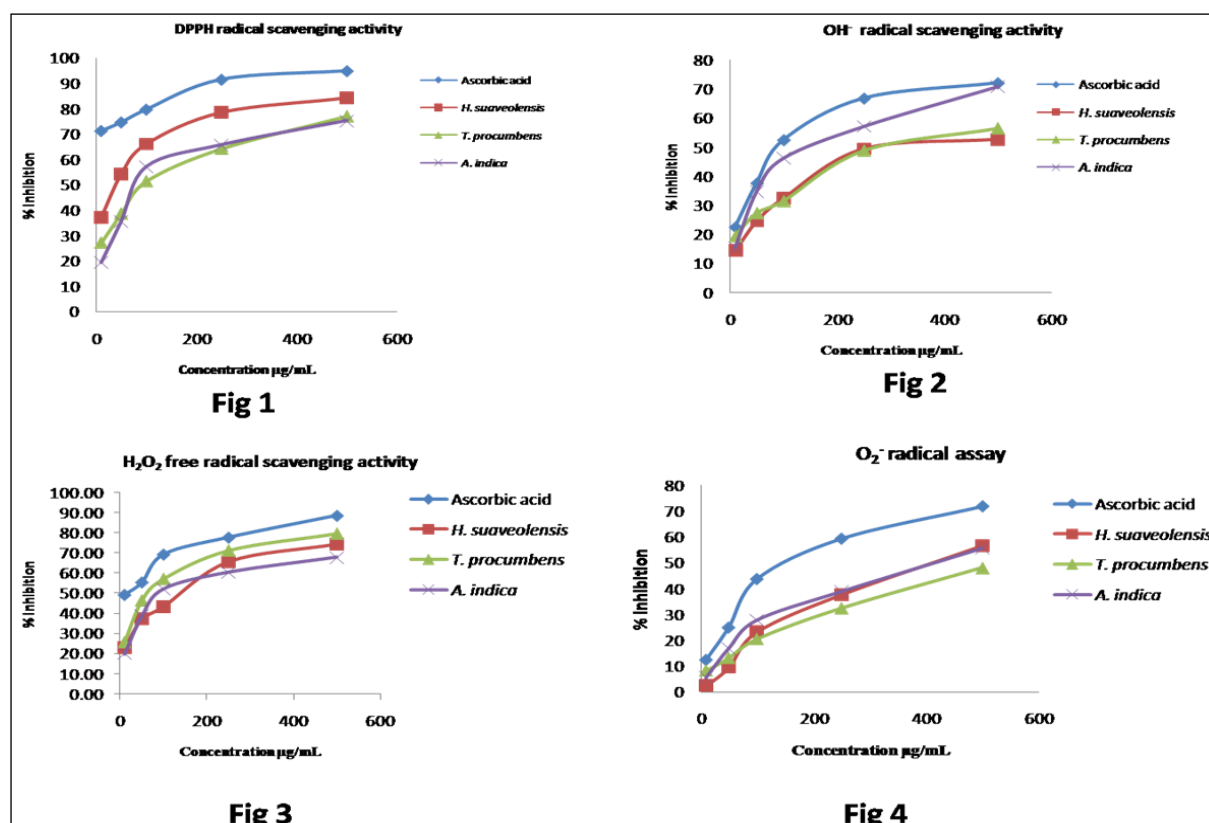 DPPH radical scavenging activity
100
90
80
70
60
50
40
30
20
10
0
% Inhibition
0 200 400 600
Concentration µg/mL
Ascorbic acid
H. suaveolensis
T. procumbens
A. indica
Fig 1
OH⁻ radical scavenging activity
80
70
60
50
40
30
20
10
0
% Inhibition
0 200 400 600
Concentration µg/mL
Ascorbic acid
H. suaveolensis
T. procumbens
A. indica
Fig 2
H₂O₂ free radical scavenging activity
100.00
90.00
80.00
70.00
60.00
50.00
40.00
30.00
20.00
10.00
0.00
% Inhibition
0 200 400 600
Concentration µg/mL
Ascorbic acid
H. suaveolensis
T. procumbens
A. indica
Fig 3
O₂⁻ radical assay
80
70
60
50
40
30
20
10
0
% Inhibition
0 200 400 600
Concentration µg/mL
Ascorbic acid
H. suaveolensis
T. procumbens
A. indica
Fig 4